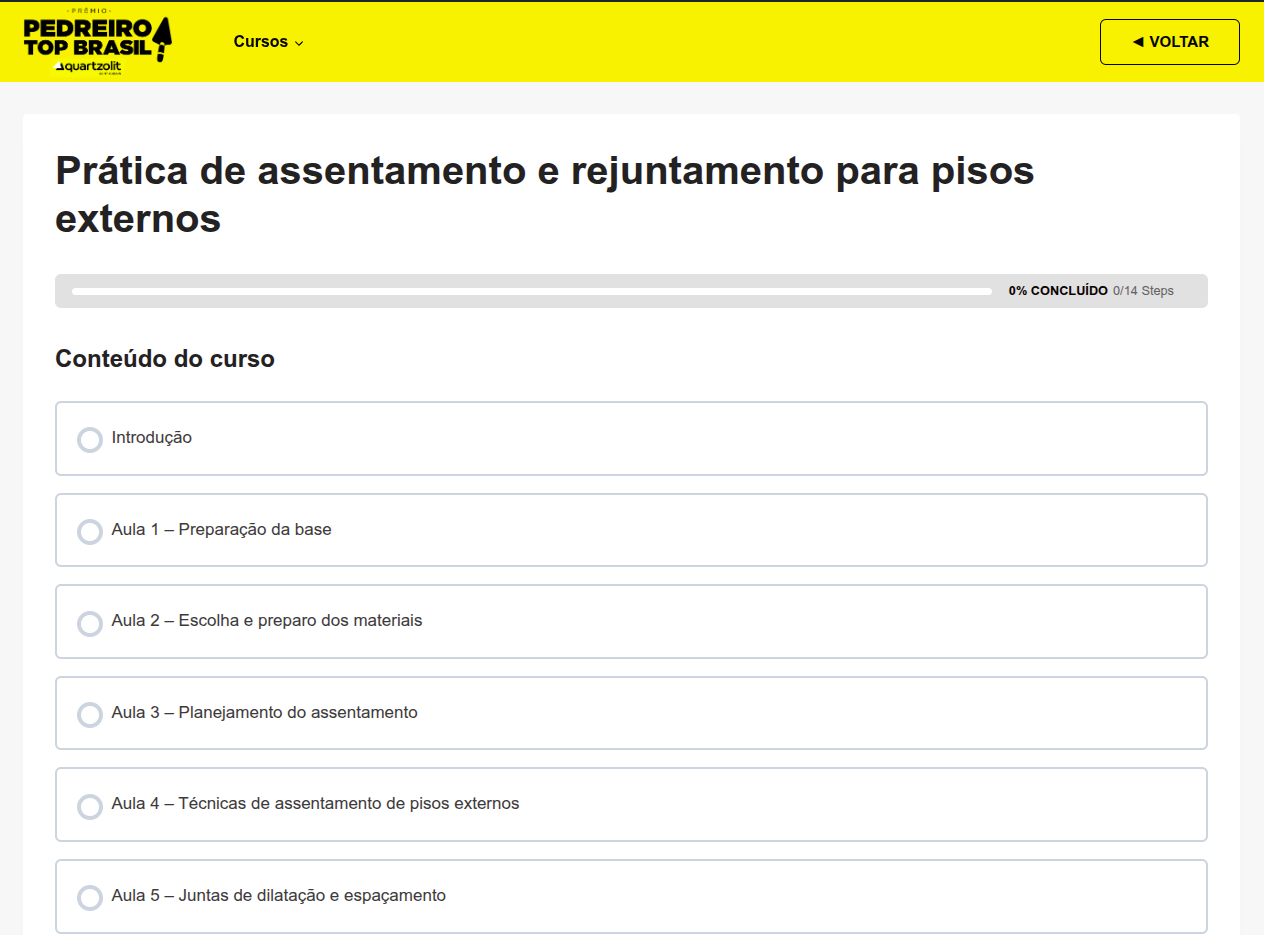 · PRÊMIO ·
PEDREIRO
TOP BRASIL
quartzolit
Cursos
◄ VOLTAR
Prática de assentamento e rejuntamento para pisos
externos
0% CONCLUÍDO 0/14 Steps
Conteúdo do curso
Introdução
Aula 1 – Preparação da base
Aula 2 – Escolha e preparo dos materiais
Aula 3 – Planejamento do assentamento
Aula 4 – Técnicas de assentamento de pisos externos
Aula 5 – Juntas de dilatação e espaçamento